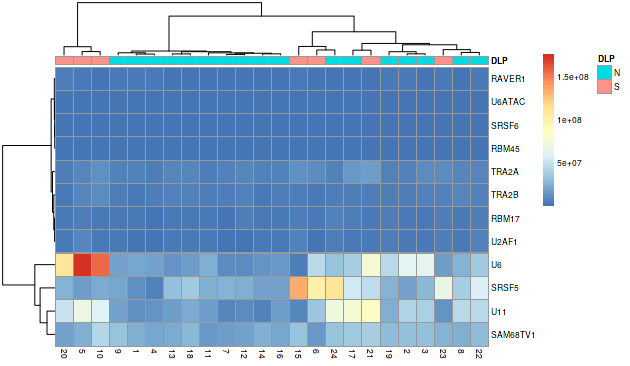 DLP
RAVER1
U6ATAC
SRSF6
RBM45
TRA2A
TRA2B
RBM17
U2AF1
U6
SRSF5
U11
SAM68TV1
20 5 10 9 1 4 13 18 11 7 12 14 16 15 6 24 17 21 19 2 3 23 8 22
1.5e+08
1e+08
5e+07
DLP
N
S